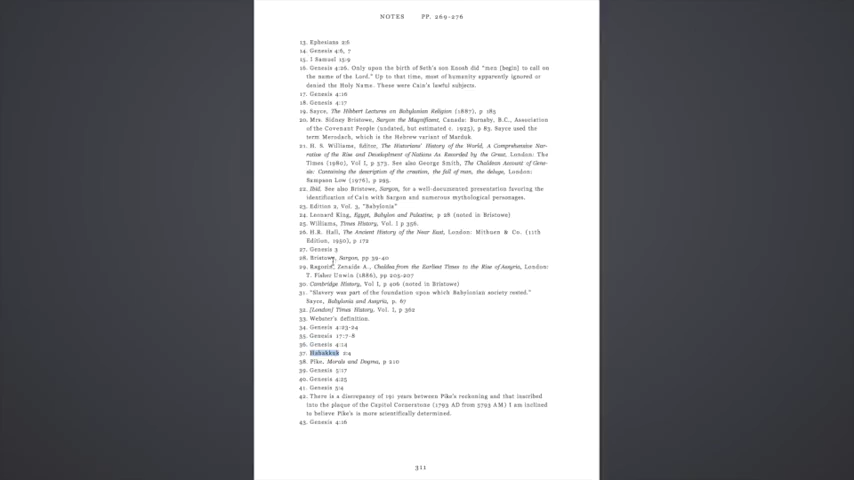 NOTES PP. 269-276
13. Ephesians 2:6
14. Genesis 4:6, 7
15. I Samuel 15:9
16. Genesis 4:26. Only upon the birth of Seth's son Enosh did "men [begin] to call on
the name of the Lord." Up to that time, most of humanity apparently ignored or
denied the Holy Name. These were Cain's lawful subjects.
17. Genesis 4:16
18. Genesis 4:17
19. Sayce, The Hibbert Lectures on Babylonian Religion (1887), p 185
20. Mrs. Sidney Bristowe, Sargon the Magnificent, Canada: Burnaby, B.C., Association
of the Covenant People (undated, but estimated c. 1925), p 83. Sayce used the
term Merodach, which is the Hebrew variant of Marduk.
21. H. S. Williams, Editor, The Historians' History of the World, A Comprehensive Nar-
rative of the Rise and Development of Nations As Recorded by the Great, London: The
Times (1980), Vol I, p 373. See also George Smith, The Chaldean Account of Gene-
sis: Containing the description of the creation, the fall of man, the deluge, London:
Sampson Low (1976), p 295.
22. Ibid. See also Bristowe, Sargon, for a well-documented presentation favoring the
identification of Cain with Sargon and numerous mythological personages.
23. Edition 2, Vol. 3, "Babylonia"
24. Leonard King, Egypt, Babylon and Palestine, p 28 (noted in Bristowe)
25. Williams, Times History, Vol. I p 356.
26. H.R. Hall, The Ancient History of the Near East, London: Mithuen & Co. (11th
Edition, 1950), p 172
27. Genesis 3
28. Bristowe, Sargon, pp 39-40
29. Ragozin, Zenaïde A., Chaldea from the Earliest Times to the Rise of Assyria, London:
T. Fisher Unwin (1886), pp 205-207
30. Cambridge History, Vol I, p 406 (noted in Bristowe)
31. "Slavery was part of the foundation upon which Babylonian society rested."
Sayce, Babylonia and Assyria, p. 67
32. [London] Times History, Vol. I, p 362
33. Webster's definition.
34. Genesis 4:23-24
35. Genesis 17:7-8
36. Genesis 4:14
37. Habakkuk 2:4
38. Pike, Morals and Dogma, p 210
39. Genesis 3:17
40. Genesis 4:25
41. Genesis 5:4
42. There is a discrepancy of 191 years between Pike's reckoning and that inscribed
into the plaque of the Capitol Cornerstone (1793 AD from 5793 AM) I am inclined
to believe Pike's is more scientifically determined.
43. Genesis 4:16
311